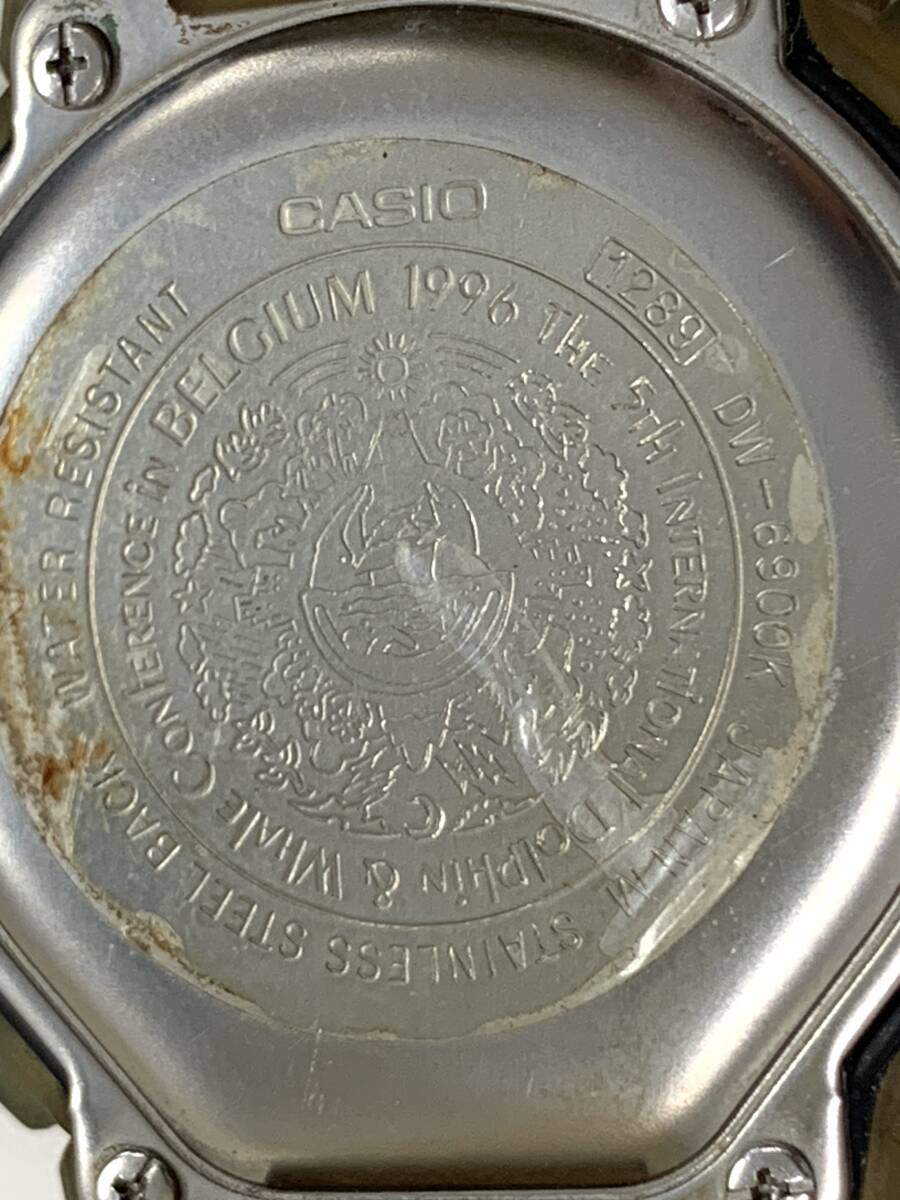 CASIO
1289 DW-6900K JAPAN M STAINLESS STEEL BACK WATER RESISTANT
THE 5TH INTERNATIONAL DOLPHIN & WHALE CONFERENCE in BELGIUM 1996